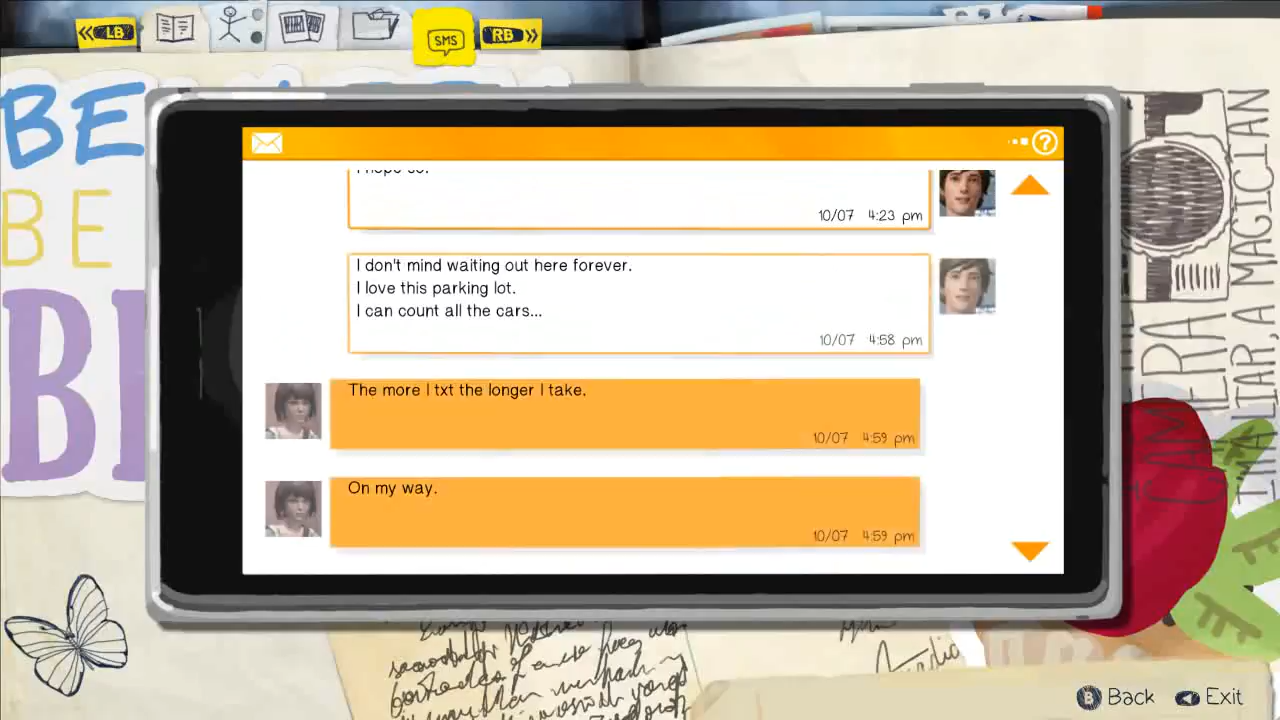 LB
SMS
RB
BE
BE
I hope so.
10/07 4:23 pm
I don't mind waiting out here forever.
I love this parking lot.
I can count all the cars...
10/07 4:58 pm
The more I txt the longer I take.
10/07 4:59 pm
On my way.
10/07 4:59 pm
A MAGICIAN
B Back
Exit